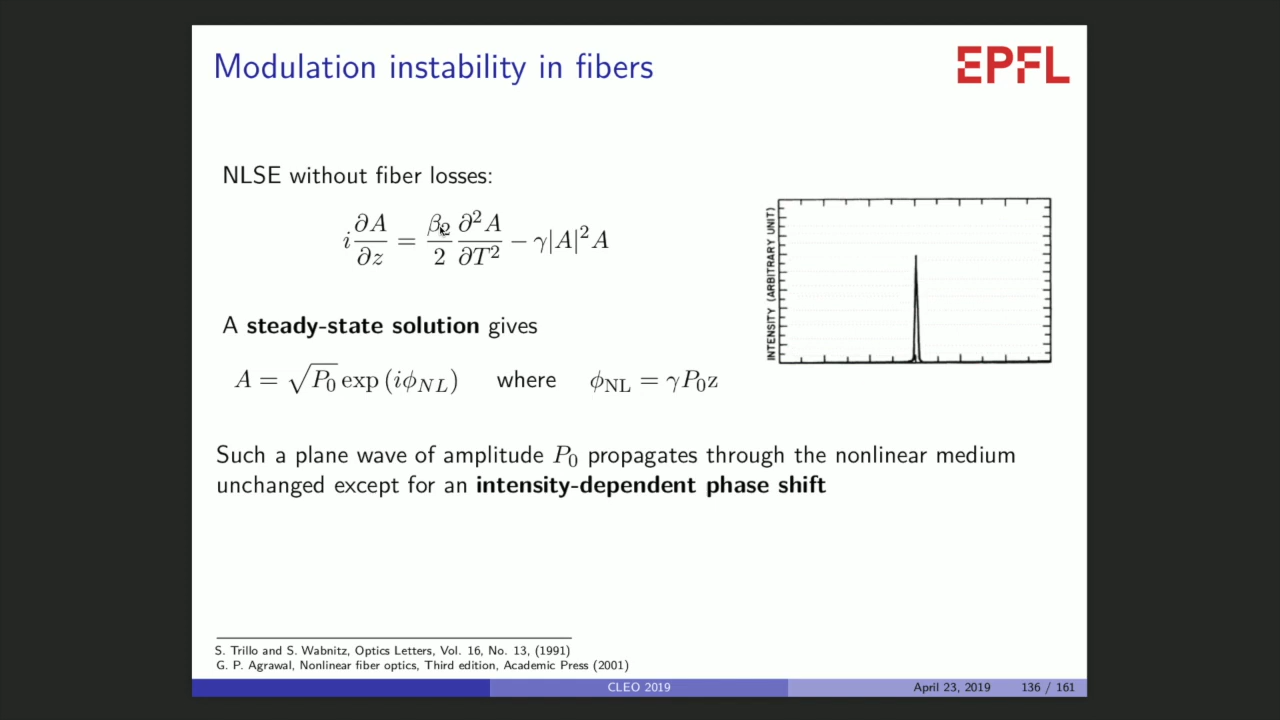 Modulation instability in fibers
EPFL
NLSE without fiber losses:
i ∂A/∂z = β₂/2 ∂²A/∂T² − γ|A|²A
INTENSITY (ARBITRARY UNIT)
A steady-state solution gives
A = √P₀ exp (iϕ_NL) where ϕ_NL = γP₀z
Such a plane wave of amplitude P₀ propagates through the nonlinear medium
unchanged except for an intensity-dependent phase shift
S. Trillo and S. Wabnitz, Optics Letters, Vol. 16, No. 13, (1991)
G. P. Agrawal, Nonlinear fiber optics, Third edition, Academic Press (2001)
CLEO 2019 April 23, 2019 136 / 161